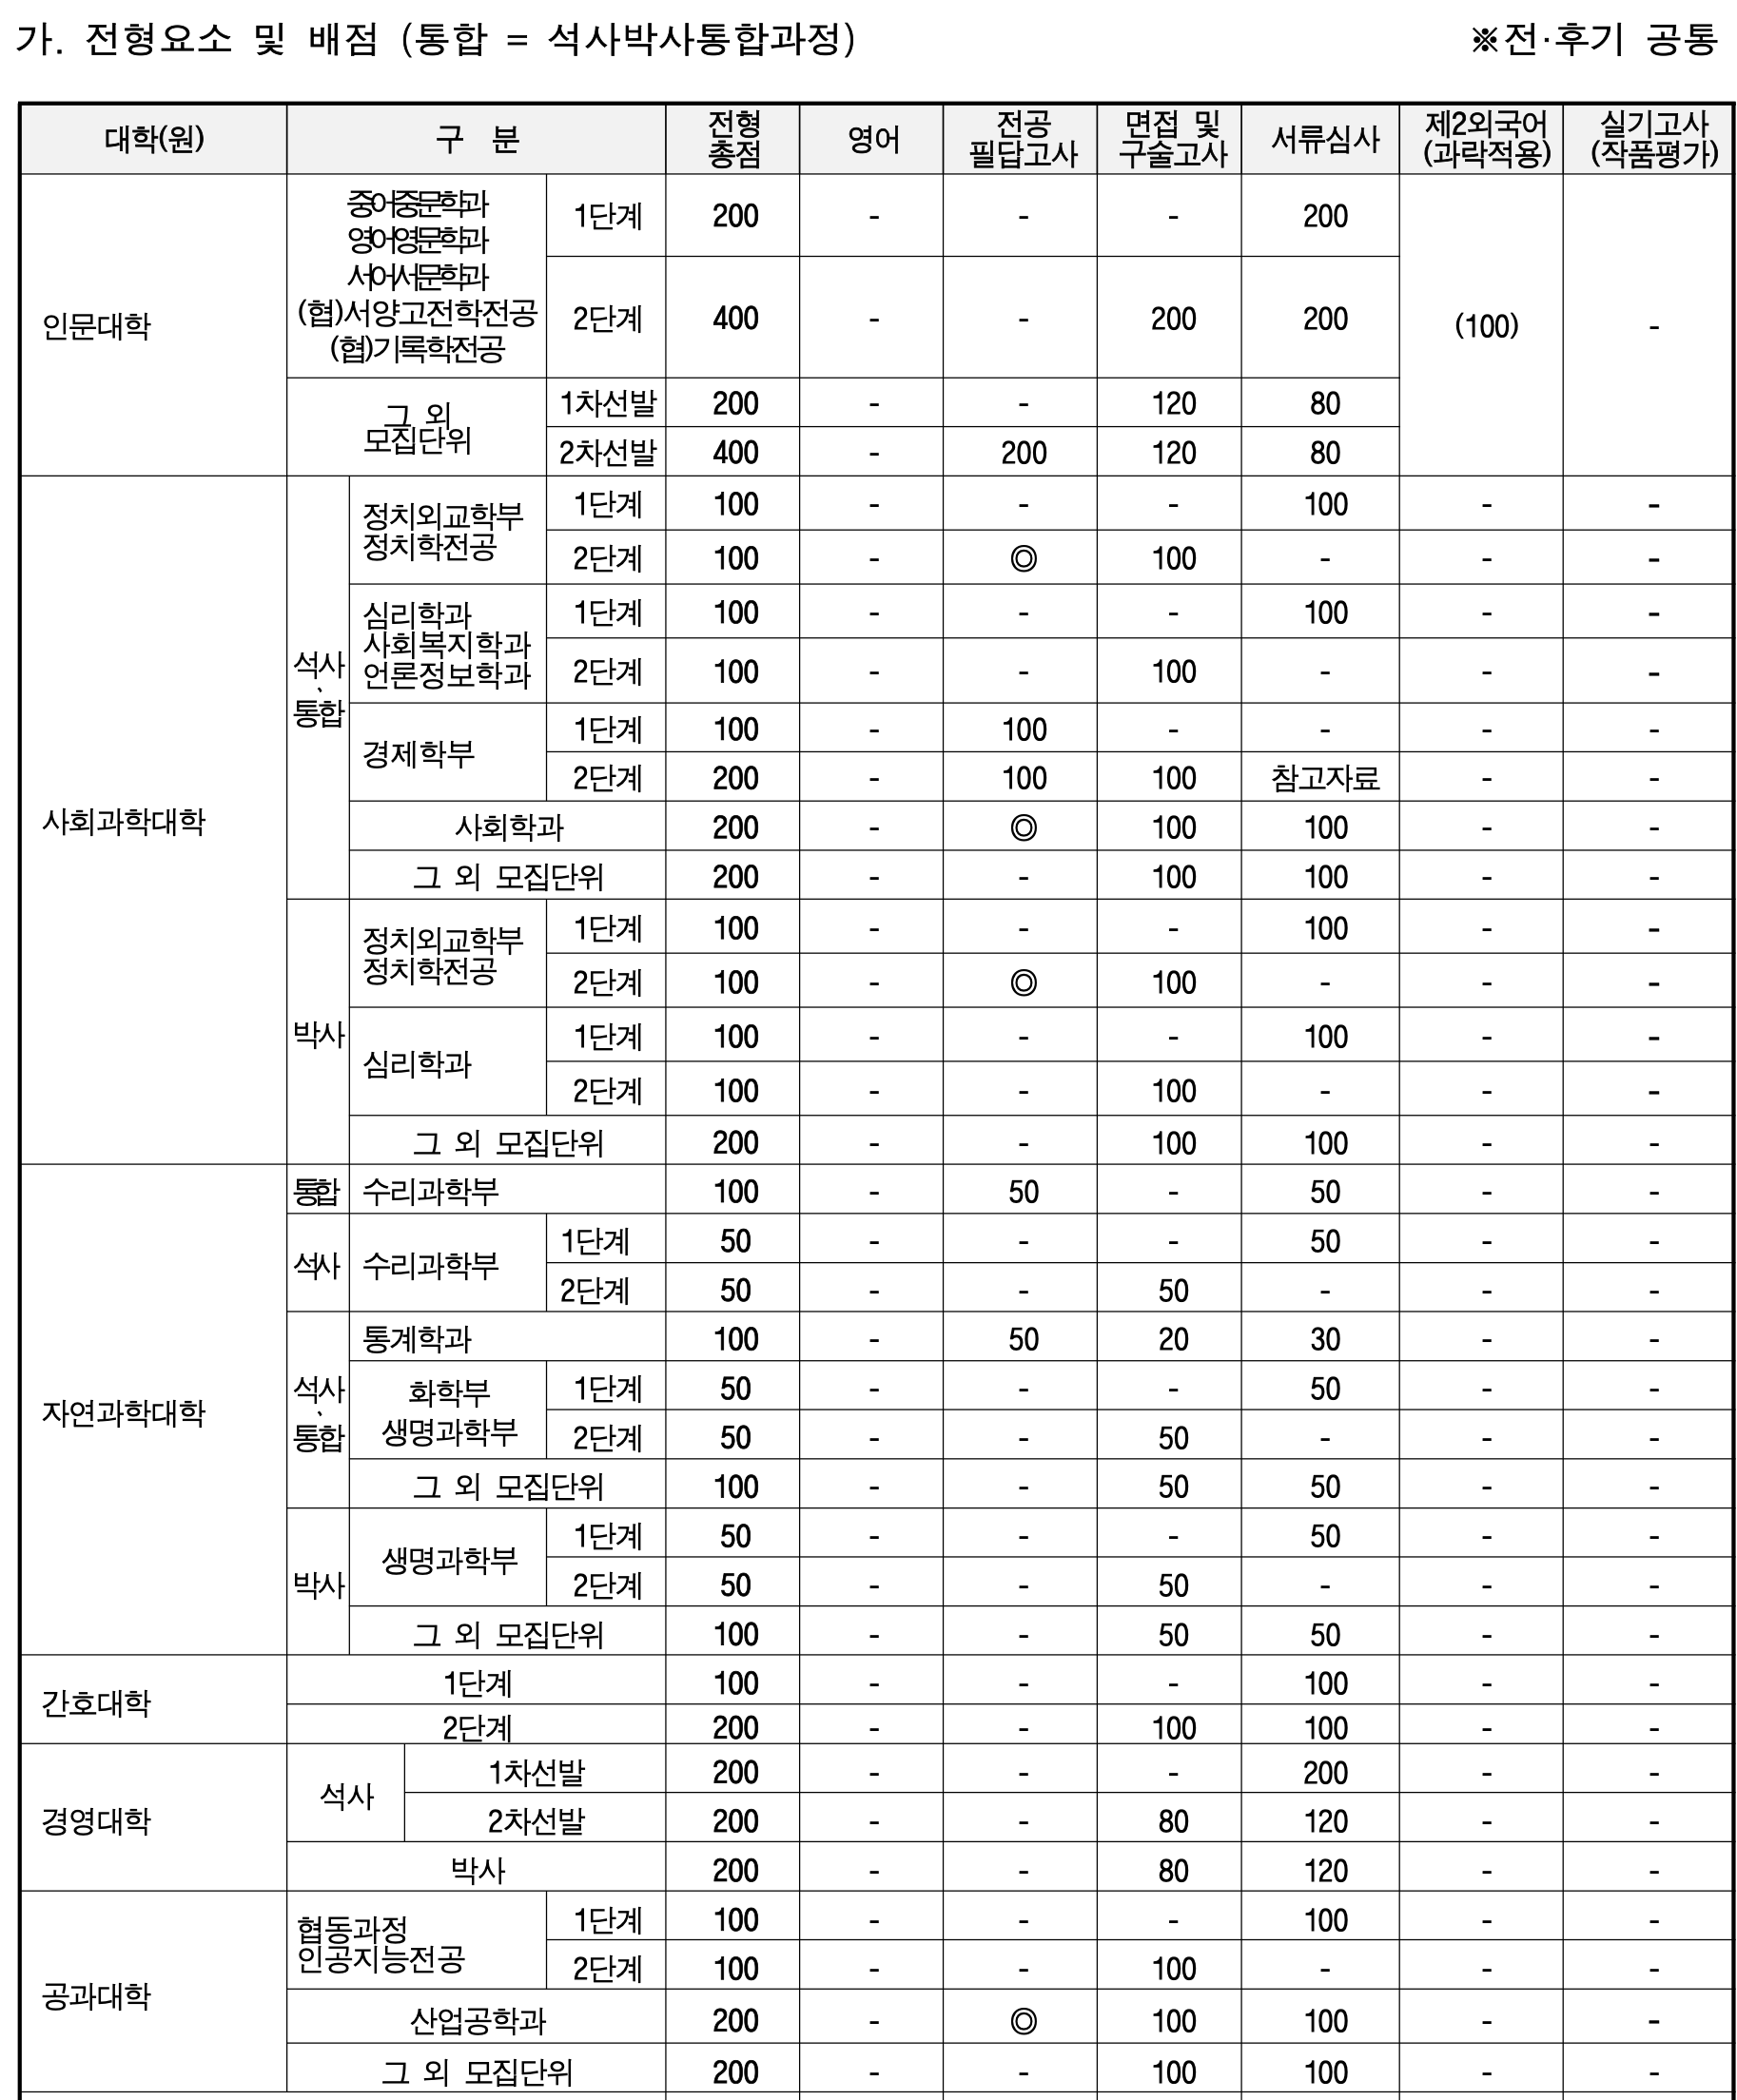 가. 전형요소 및 배점 (통합 = 석사박사통합과정) ※전·후기 공통
대학(원) 구 분 전형 총점 영어 전공 필답고사 면접 및 구술고사 서류심사 제2외국어 (과락적용) 실기고사 (작품평가)
인문대학
중어중문학과
영어영문학과
서어서문학과
(협)서양고전학전공
(협)기록학전공
1단계 200 - - - 200
2단계 400 - - 200 200
(100) -
그 외
모집단위
1차선발 200 - - 120 80
2차선발 400 - 200 120 80
사회과학대학
석사
、
통합
정치외교학부
정치학전공
1단계 100 - - - 100 - -
2단계 100 - ◎ 100 - - -
심리학과
사회복지학과
언론정보학과
1단계 100 - - - 100 - -
2단계 100 - - 100 - - -
경제학부
1단계 100 - 100 - - - -
2단계 200 - 100 100 참고자료 - -
사회학과 200 - ◎ 100 100 - -
그 외 모집단위 200 - - 100 100 - -
박사
정치외교학부
정치학전공
1단계 100 - - - 100 - -
2단계 100 - ◎ 100 - - -
심리학과
1단계 100 - - - 100 - -
2단계 100 - - 100 - - -
그 외 모집단위 200 - - 100 100 - -
자연과학대학
통합 수리과학부 100 - 50 - 50 - -
석사 수리과학부
1단계 50 - - - 50 - -
2단계 50 - - 50 - - -
석사
、
통합
통계학과 100 - 50 20 30 - -
화학부
생명과학부
1단계 50 - - - 50 - -
2단계 50 - - 50 - - -
그 외 모집단위 100 - - 50 50 - -
박사
생명과학부
1단계 50 - - - 50 - -
2단계 50 - - 50 - - -
그 외 모집단위 100 - - 50 50 - -
간호대학
1단계 100 - - - 100 - -
2단계 200 - - 100 100 - -
경영대학
석사
1차선발 200 - - - 200 - -
2차선발 200 - - 80 120 - -
박사 200 - - 80 120 - -
공과대학
협동과정
인공지능전공
1단계 100 - - - 100 - -
2단계 100 - - 100 - - -
산업공학과 200 - ◎ 100 100 - -
그 외 모집단위 200 - - 100 100 - -